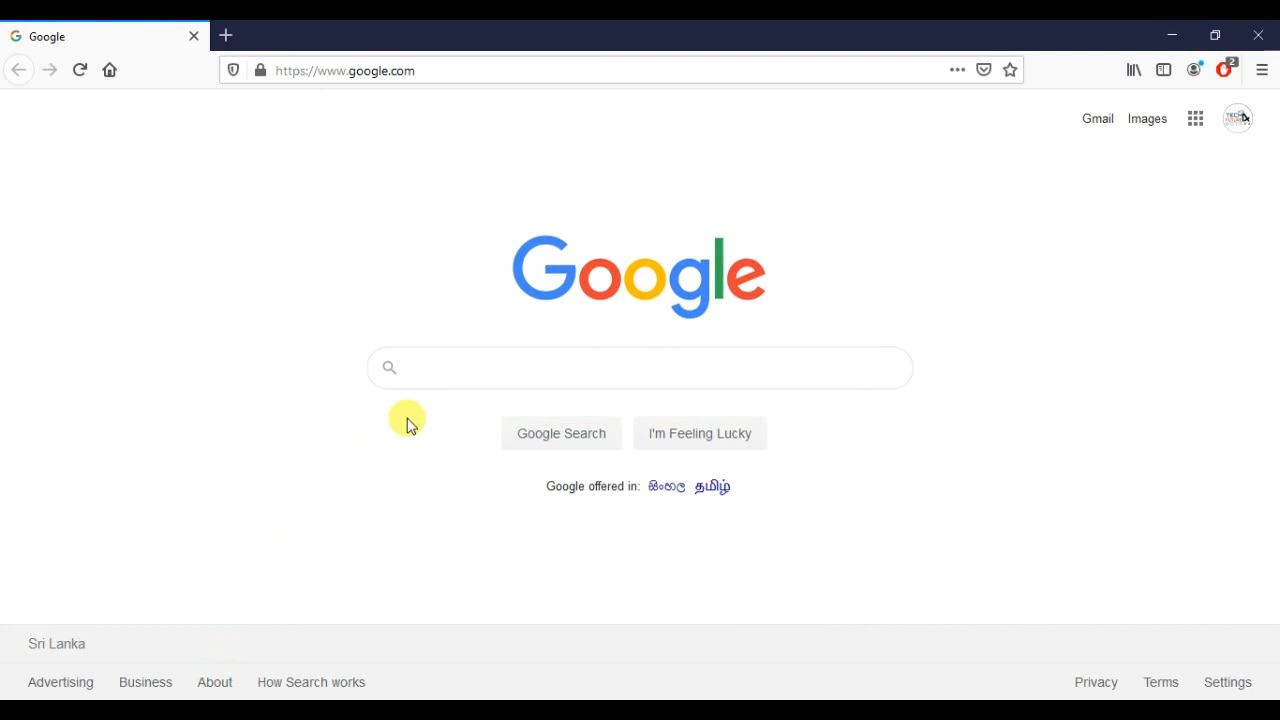 Google
https://www.google.com
2
Gmail Images
Google
Google Search I'm Feeling Lucky
Google offered in: සිංහල தமிழ்
Sri Lanka
Advertising Business About How Search works Privacy Terms Settings